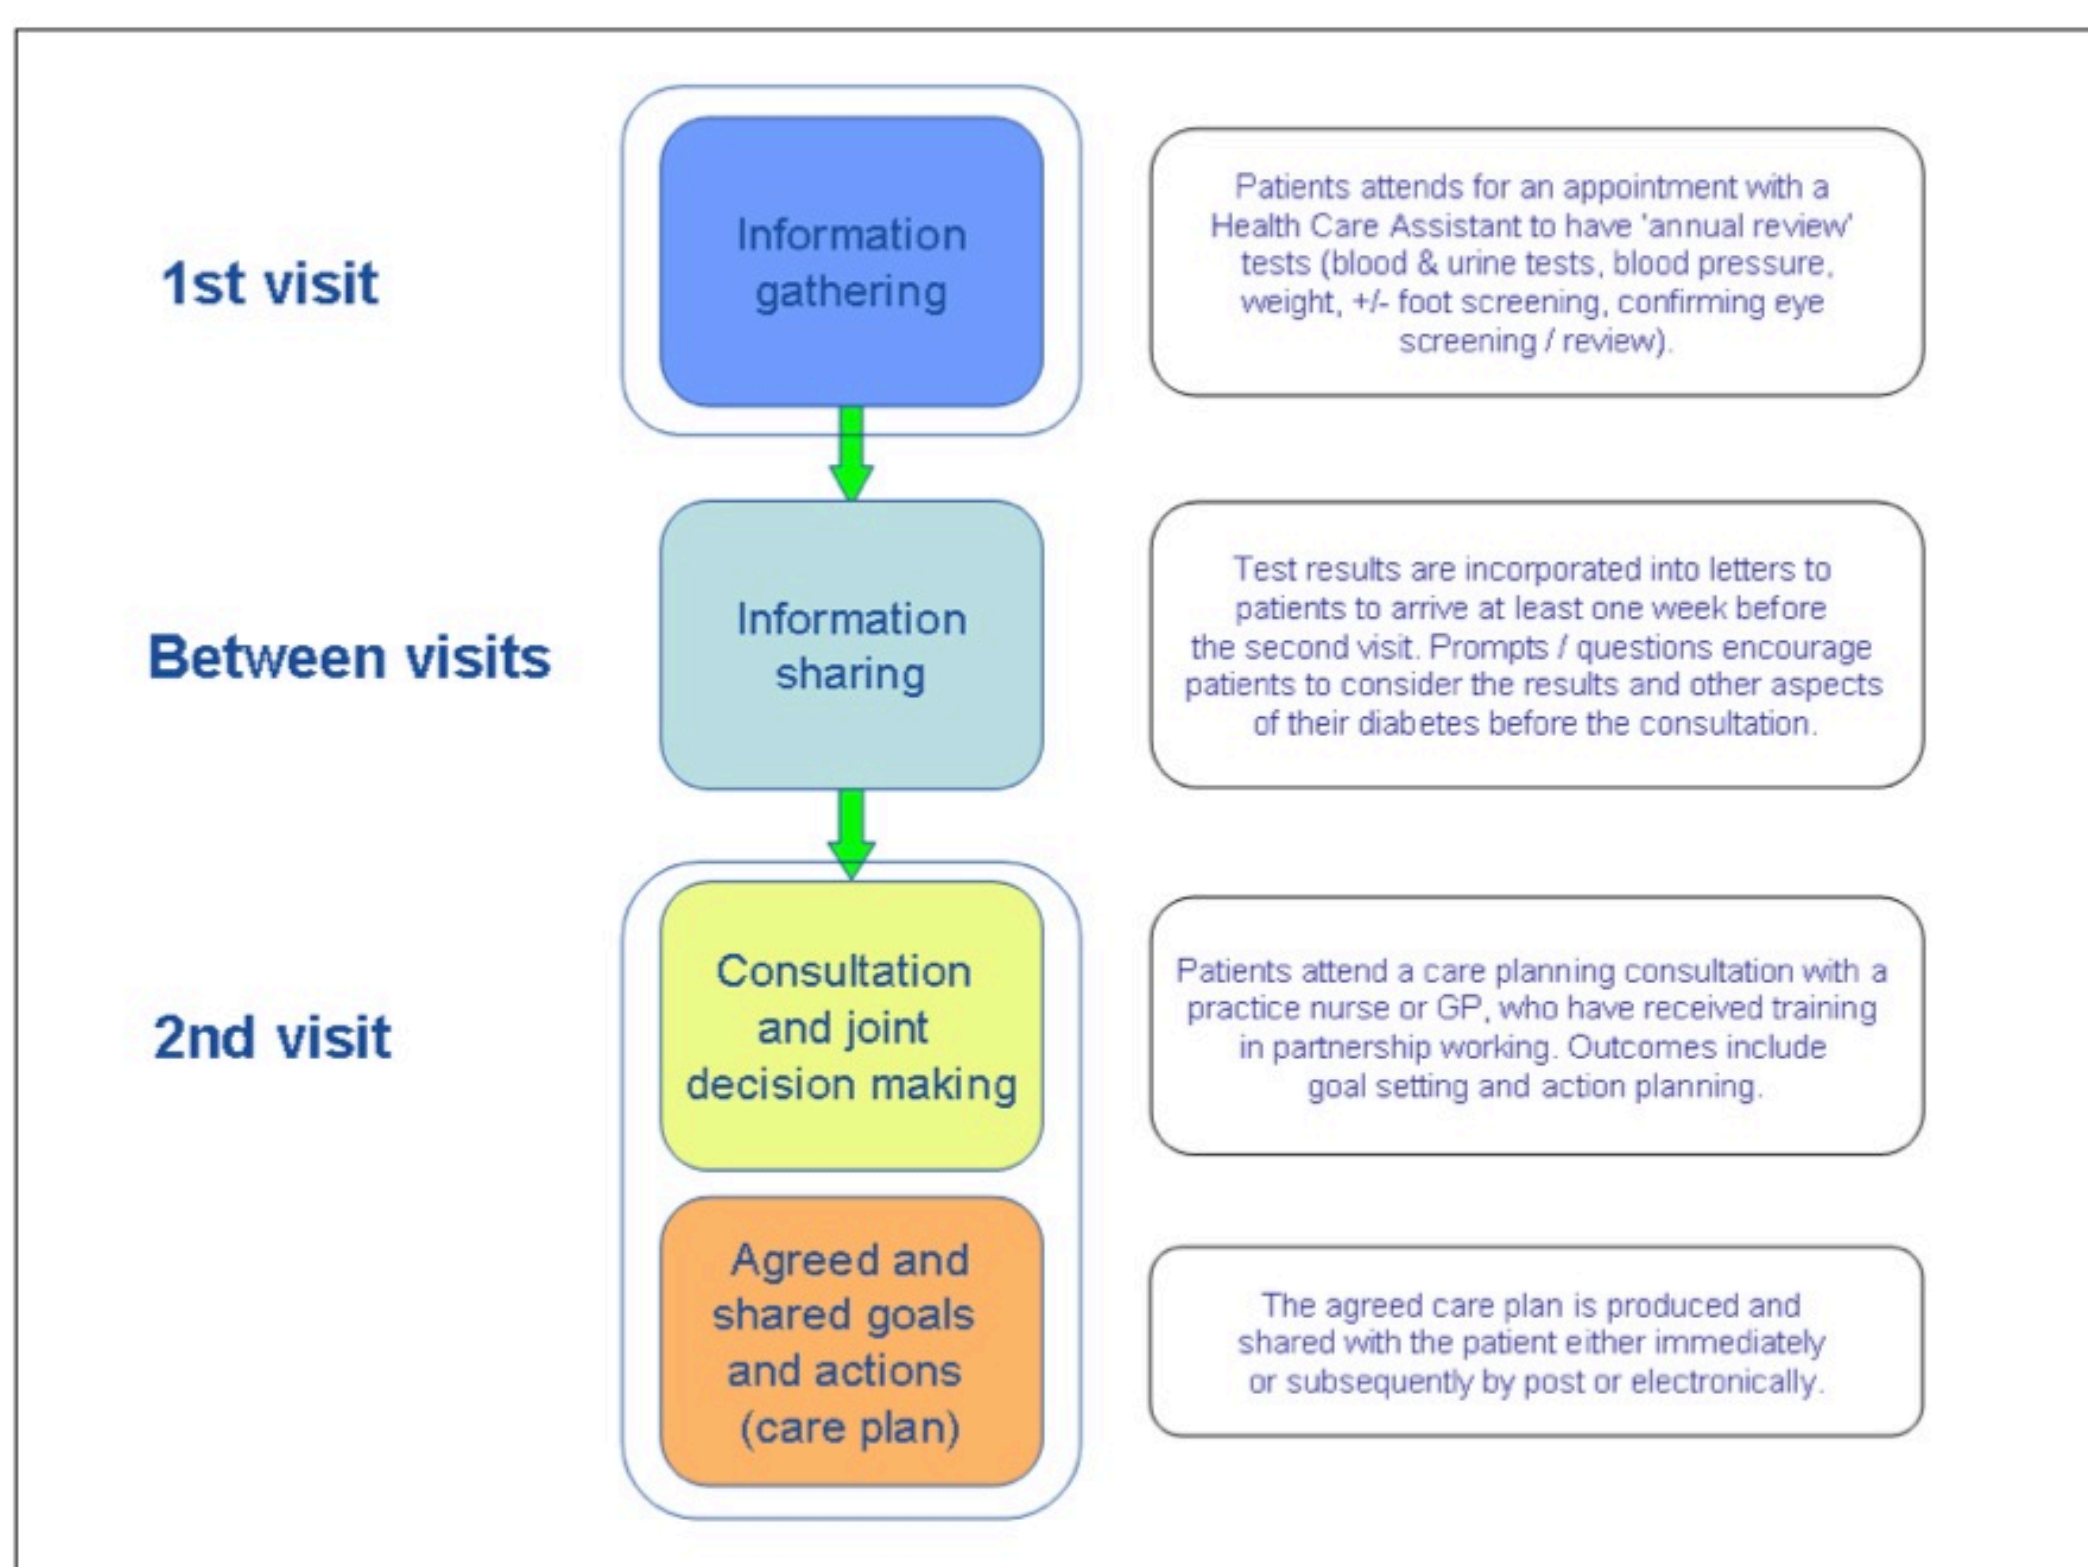 1st visit
Information
gathering
Patients attends for an appointment with a
Health Care Assistant to have 'annual review'
tests (blood & urine tests, blood pressure,
weight, +/- foot screening, confirming eye
screening / review).
Between visits
Information
sharing
Test results are incorporated into letters to
patients to arrive at least one week before
the second visit. Prompts / questions encourage
patients to consider the results and other aspects
of their diabetes before the consultation.
2nd visit
Consultation
and joint
decision making
Patients attend a care planning consultation with a
practice nurse or GP, who have received training
in partnership working. Outcomes include
goal setting and action planning.
Agreed and
shared goals
and actions
(care plan)
The agreed care plan is produced and
shared with the patient either immediately
or subsequently by post or electronically.